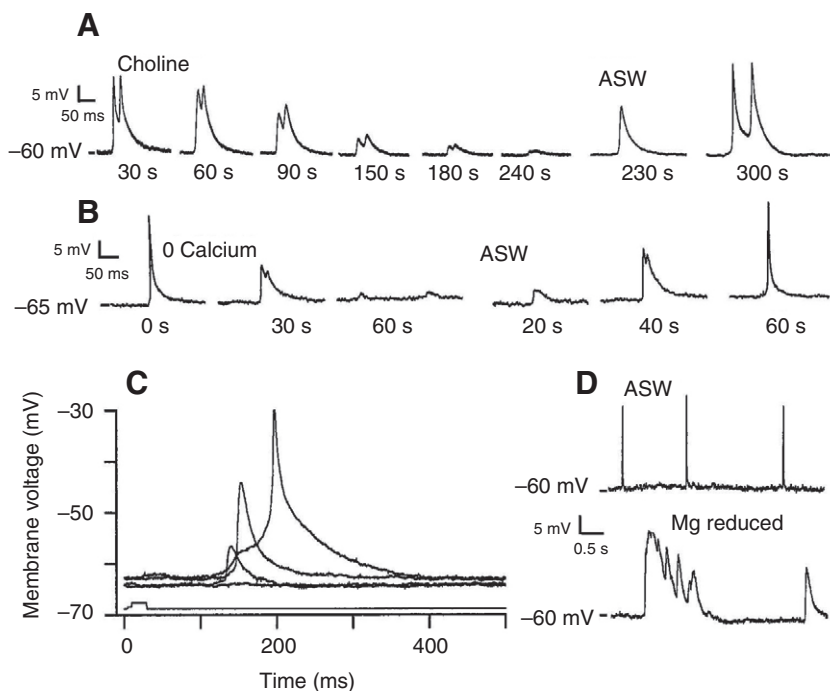 A
Choline
ASW
5 mV
50 ms
–60 mV
30 s 60 s 90 s 150 s 180 s 240 s 230 s 300 s
B
0 Calcium
ASW
5 mV
50 ms
–65 mV
0 s 30 s 60 s 20 s 40 s 60 s
C
Membrane voltage (mV)
–30
–50
–70
0 200 400
Time (ms)
D
ASW
–60 mV
5 mV
0.5 s
Mg reduced
–60 mV